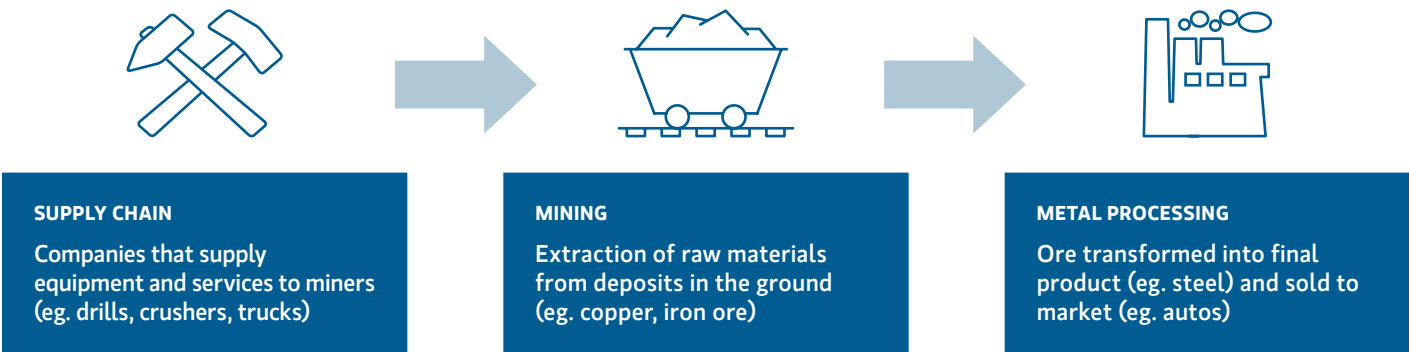 SUPPLY CHAIN
Companies that supply
equipment and services to miners
(eg. drills, crushers, trucks)
MINING
Extraction of raw materials
from deposits in the ground
(eg. copper, iron ore)
METAL PROCESSING
Ore transformed into final
product (eg. steel) and sold to
market (eg. autos)